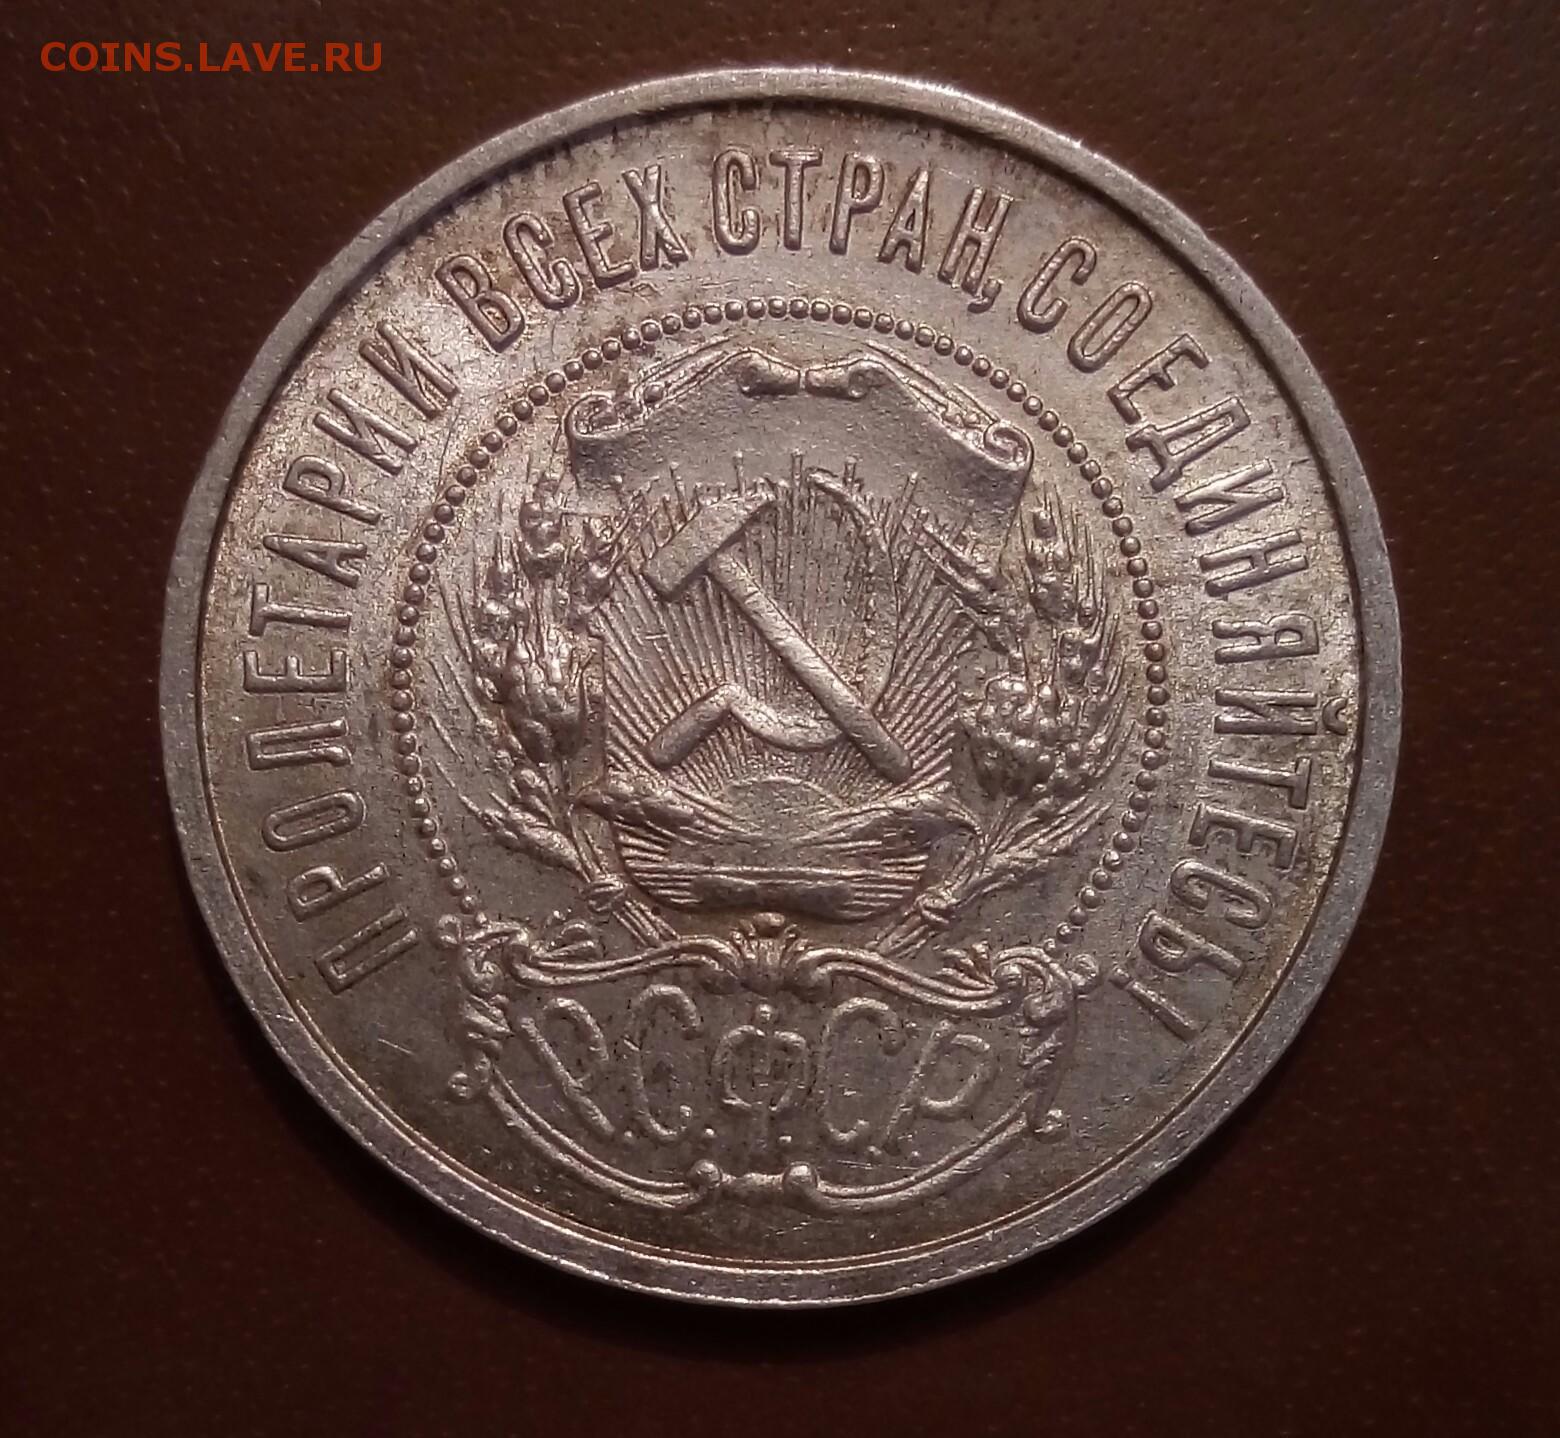 COINS.LAVE.RU
ПРОЛЕТАРИИ ВСЕХ СТРАН, СОЕДИНЯЙТЕСЬ!
Р.С.Ф.С.Р.